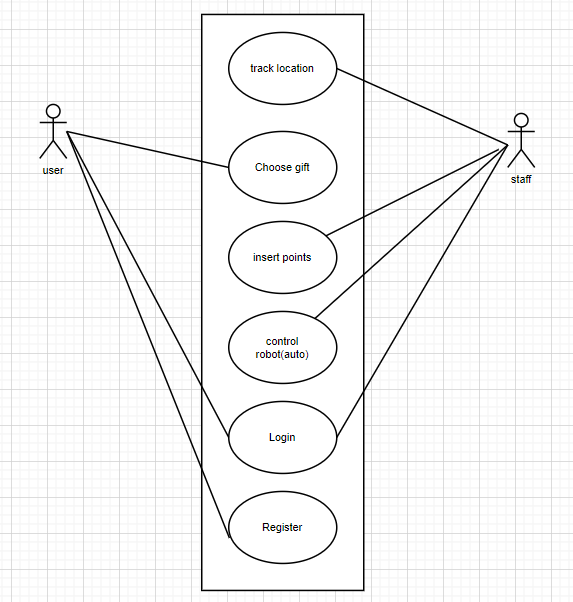 track location
Choose gift
user
staff
insert points
control
robot(auto)
Login
Register